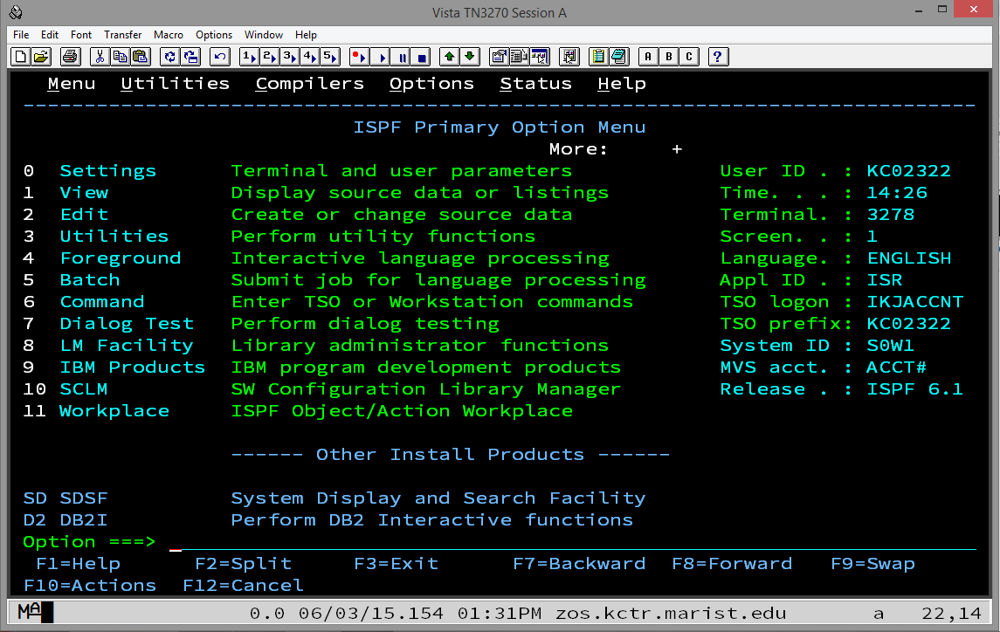 Vista TN3270 Session A
File Edit Font Transfer Macro Options Window Help
1 2 3 4 5 A B C ?
Menu Utilities Compilers Options Status Help
------------------------------------------------------------------------------
ISPF Primary Option Menu
More: +
0 Settings Terminal and user parameters User ID . : KC02322
1 View Display source data or listings Time. . . : 14:26
2 Edit Create or change source data Terminal. : 3278
3 Utilities Perform utility functions Screen. . : 1
4 Foreground Interactive language processing Language. : ENGLISH
5 Batch Submit job for language processing Appl ID . : ISR
6 Command Enter TSO or Workstation commands TSO logon : IKJACCNT
7 Dialog Test Perform dialog testing TSO prefix: KC02322
8 LM Facility Library administrator functions System ID : S0W1
9 IBM Products IBM program development products MVS acct. : ACCT#
10 SCLM SW Configuration Library Manager Release . : ISPF 6.1
11 Workplace ISPF Object/Action Workplace
------ Other Install Products ------
SD SDSF System Display and Search Facility
D2 DB2I Perform DB2 Interactive functions
Option ===> _
F1=Help F2=Split F3=Exit F7=Backward F8=Forward F9=Swap
F10=Actions F12=Cancel
MA 0.0 06/03/15.154 01:31PM zos.kctr.marist.edu a 22,14